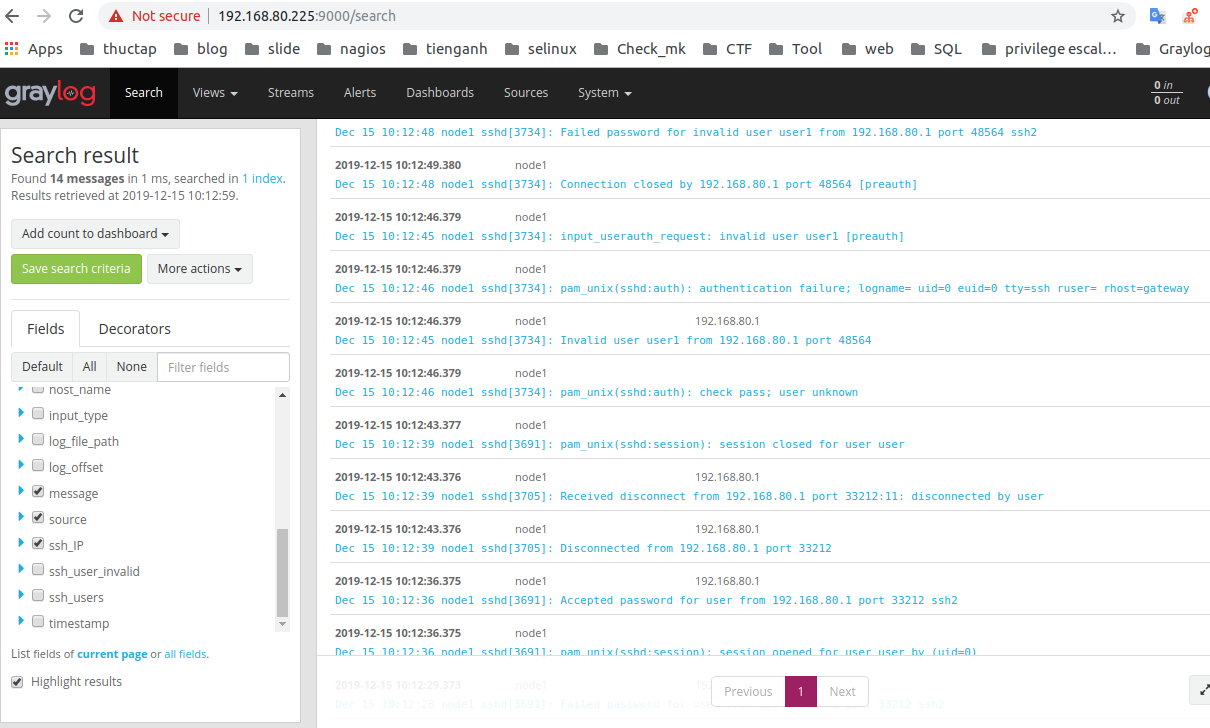 Not secure | 192.168.80.225:9000/search
Apps thuctap blog slide nagios tienganh selinux Check_mk CTF Tool web SQL privilege escal... Graylog
graylog Search Views Streams Alerts Dashboards Sources System 0 in
0 out
Search result
Found 14 messages in 1 ms, searched in 1 index.
Results retrieved at 2019-12-15 10:12:59.
Add count to dashboard
Save search criteria More actions
Fields Decorators
Default All None Filter fields
host_name
input_type
log_file_path
log_offset
message
source
ssh_IP
ssh_user_invalid
ssh_users
timestamp
List fields of current page or all fields.
Highlight results
Dec 15 10:12:48 node1 sshd[3734]: Failed password for invalid user user1 from 192.168.80.1 port 48564 ssh2
2019-12-15 10:12:49.380 node1
Dec 15 10:12:48 node1 sshd[3734]: Connection closed by 192.168.80.1 port 48564 [preauth]
2019-12-15 10:12:46.379 node1
Dec 15 10:12:45 node1 sshd[3734]: input_userauth_request: invalid user user1 [preauth]
2019-12-15 10:12:46.379 node1
Dec 15 10:12:46 node1 sshd[3734]: pam_unix(sshd:auth): authentication failure; logname= uid=0 euid=0 tty=ssh ruser= rhost=gateway
2019-12-15 10:12:46.379 node1 192.168.80.1
Dec 15 10:12:45 node1 sshd[3734]: Invalid user user1 from 192.168.80.1 port 48564
2019-12-15 10:12:46.379 node1
Dec 15 10:12:46 node1 sshd[3734]: pam_unix(sshd:auth): check pass; user unknown
2019-12-15 10:12:43.377 node1
Dec 15 10:12:39 node1 sshd[3691]: pam_unix(sshd:session): session closed for user user
2019-12-15 10:12:43.376 node1 192.168.80.1
Dec 15 10:12:39 node1 sshd[3705]: Received disconnect from 192.168.80.1 port 33212:11: disconnected by user
2019-12-15 10:12:43.376 node1 192.168.80.1
Dec 15 10:12:39 node1 sshd[3705]: Disconnected from 192.168.80.1 port 33212
2019-12-15 10:12:36.375 node1 192.168.80.1
Dec 15 10:12:36 node1 sshd[3691]: Accepted password for user from 192.168.80.1 port 33212 ssh2
2019-12-15 10:12:36.375 node1
Dec 15 10:12:36 node1 sshd[3691]: pam_unix(sshd:session): session opened for user user by (uid=0)
2019-12-15 10:12:29.373 node1
Dec 15 10:12:28 node1 Failed password for
Previous 1 Next